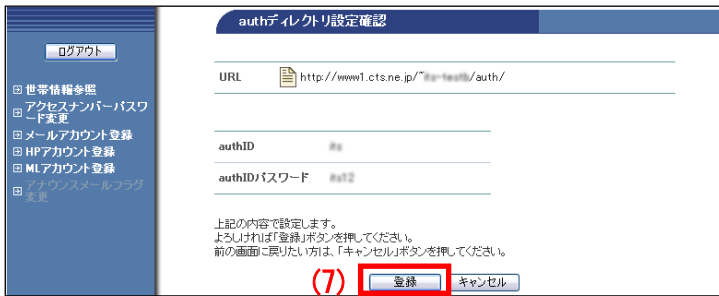 authディレクトリ設定確認
ログアウト
世帯情報参照
アクセスナンバーパスワ
ード変更
メールアカウント登録
HPアカウント登録
MLアカウント登録
アナウンスメールフラグ
変更
URL http://www1.cts.ne.jp/~ /auth/
authID
authIDパスワード
上記の内容で設定します。
よろしければ「登録」ボタンを押してください。
前の画面に戻りたい方は、「キャンセル」ボタンを押してください。
(7) 登録 キャンセル